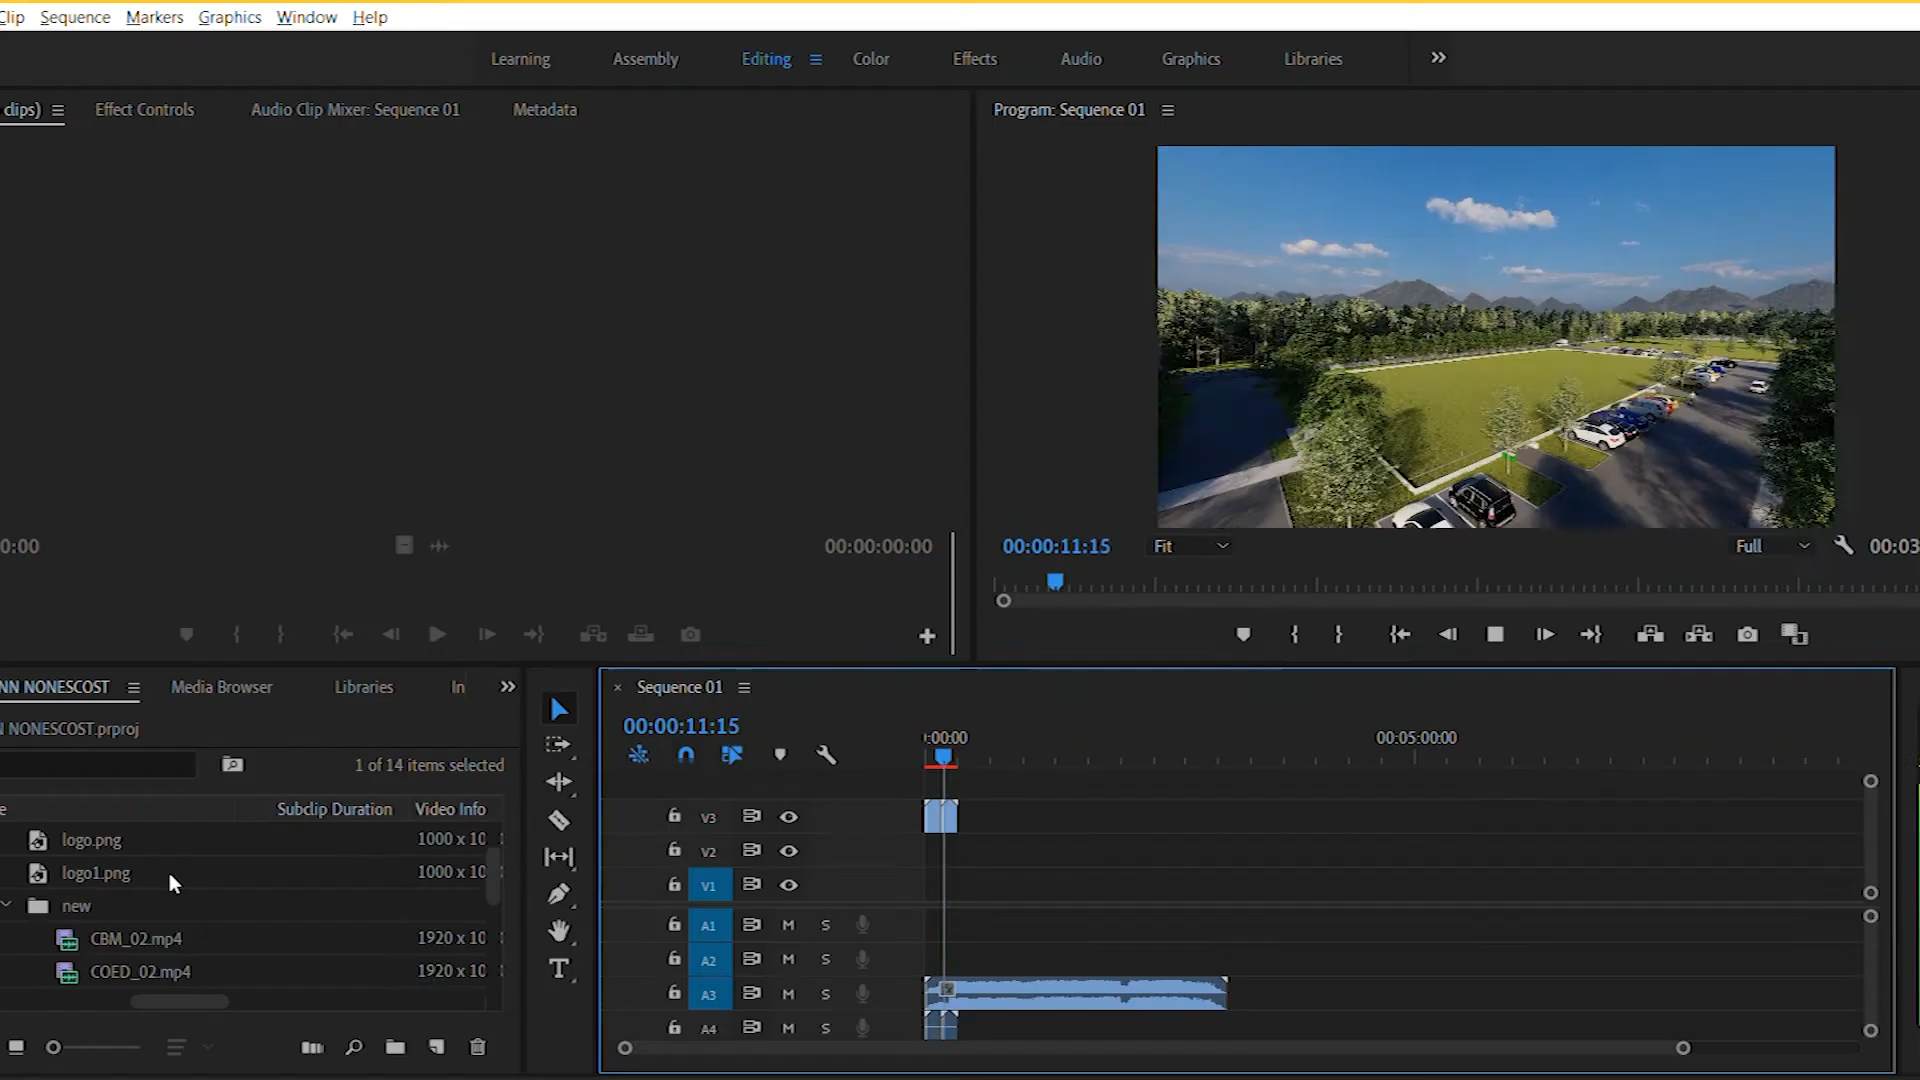 Clip Sequence Markers Graphics Window Help
Learning Assembly Editing Color Effects Audio Graphics Libraries
clips) Effect Controls Audio Clip Mixer: Sequence 01 Metadata
Program: Sequence 01
0:00 00:00:00:00
00:00:11:15 Fit Full 00:03
NN NONESCOST Media Browser Libraries In
Sequence 01
N NONESCOST.prproj
00:00:11:15
:00:00 00:05:00:00
1 of 14 items selected
e Subclip Duration Video Info
logo.png 1000 x 10
logo1.png 1000 x 10
new
CBM_02.mp4 1920 x 10
COED_02.mp4 1920 x 10
V3
V2
V1
A1 M S
A2 M S
A3 M S
A4 M S